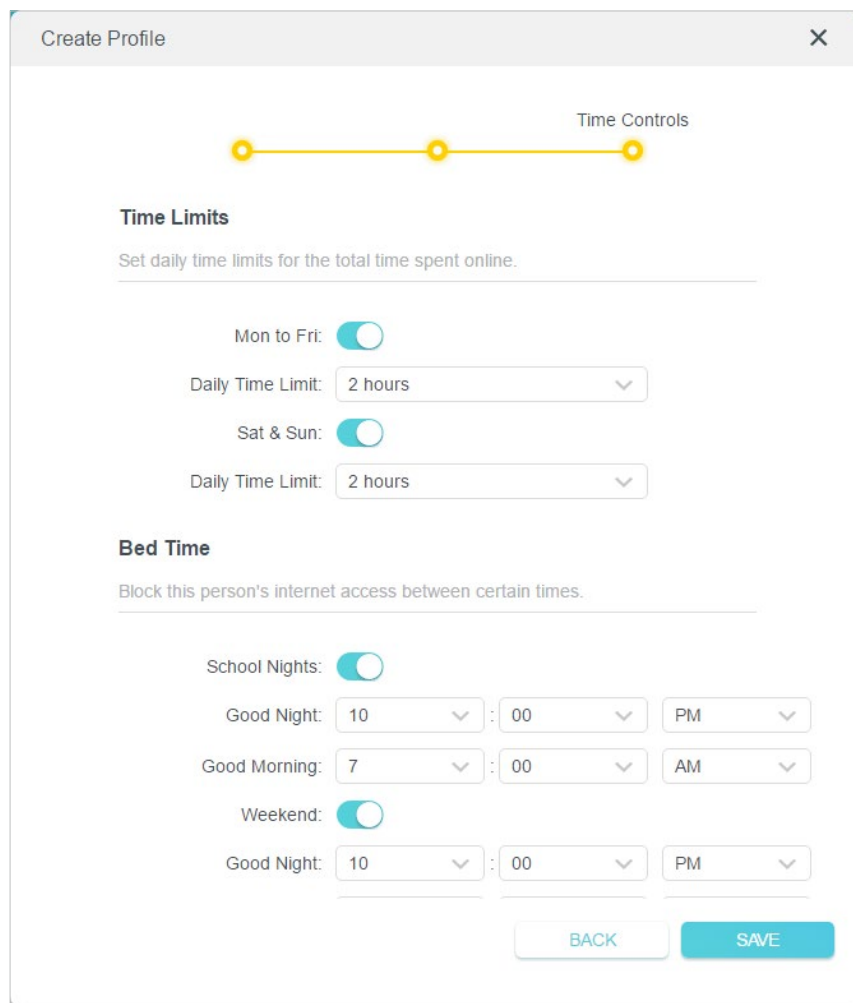 Create Profile
Time Controls
Time Limits
Set daily time limits for the total time spent online.
Mon to Fri:
Daily Time Limit: 2 hours
Sat & Sun:
Daily Time Limit: 2 hours
Bed Time
Block this person's internet access between certain times.
School Nights:
Good Night: 10 : 00 PM
Good Morning: 7 : 00 AM
Weekend:
Good Night: 10 : 00 PM
BACK SAVE